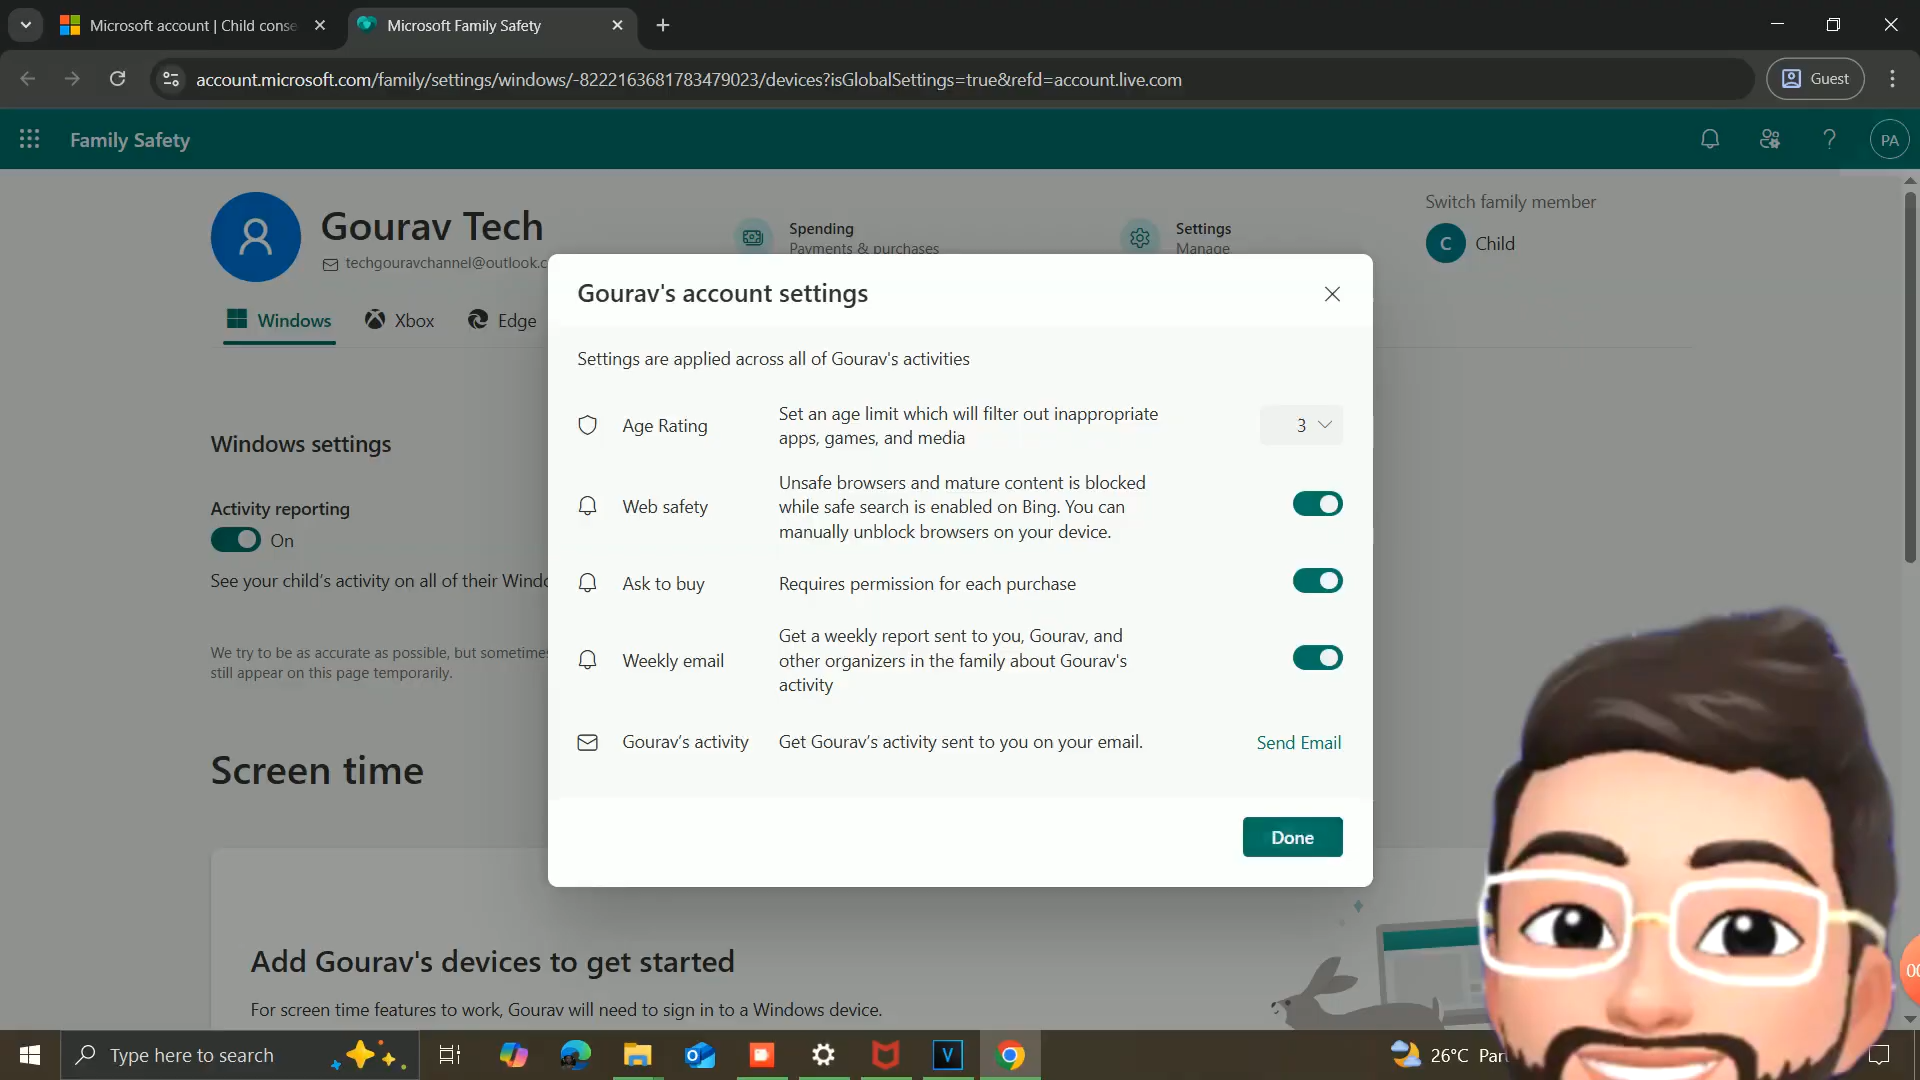 Microsoft account | Child conse
Microsoft Family Safety
account.microsoft.com/family/settings/windows/-8222163681783479023/devices?isGlobalSettings=true&refd=account.live.com
Guest
Family Safety
PA
Gourav Tech
techgouravchannel@outlook.c
Spending
Payments & purchases
Settings
Manage
Switch family member
C Child
Windows
Xbox
Edge
Windows settings
Activity reporting
On
See your child's activity on all of their Windo
We try to be as accurate as possible, but sometimes
still appear on this page temporarily.
Screen time
Add Gourav's devices to get started
For screen time features to work, Gourav will need to sign in to a Windows device.
Gourav's account settings
Settings are applied across all of Gourav's activities
Age Rating
Set an age limit which will filter out inappropriate
apps, games, and media
3
Web safety
Unsafe browsers and mature content is blocked
while safe search is enabled on Bing. You can
manually unblock browsers on your device.
Ask to buy
Requires permission for each purchase
Weekly email
Get a weekly report sent to you, Gourav, and
other organizers in the family about Gourav's
activity
Gourav's activity
Get Gourav's activity sent to you on your email.
Send Email
Done
00
Type here to search
V
26°C Part